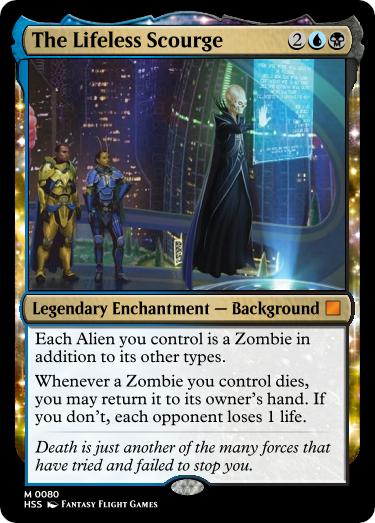 The Lifeless Scourge 2
Legendary Enchantment — Background
Each Alien you control is a Zombie in
addition to its other types.
Whenever a Zombie you control dies,
you may return it to its owner's hand. If
you don't, each opponent loses 1 life.
Death is just another of the many forces that
have tried and failed to stop you.
M 0080
HSS Fantasy Flight Games